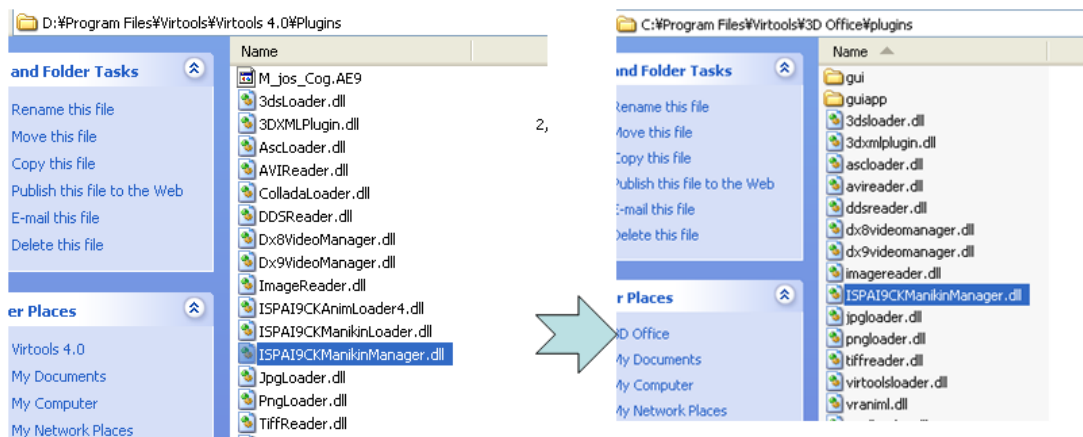 D:¥Program Files¥Virtools¥Virtools 4.0¥Plugins
and Folder Tasks
Rename this file
Move this file
Copy this file
Publish this file to the Web
E-mail this file
Delete this file
er Places
Virtools 4.0
My Documents
My Computer
My Network Places
Name
M_jos_Cog.AE9
3dsLoader.dll
3DXMLPlugin.dll
2,
AscLoader.dll
AVIReader.dll
ColladaLoader.dll
DDSReader.dll
Dx8VideoManager.dll
Dx9VideoManager.dll
ImageReader.dll
ISPAI9CKAnimLoader4.dll
ISPAI9CKManikinLoader.dll
ISPAI9CKManikinManager.dll
JpgLoader.dll
PngLoader.dll
TiffReader.dll
C:¥Program Files¥Virtools¥3D Office¥plugins
and Folder Tasks
Rename this file
Move this file
Copy this file
Publish this file to the Web
E-mail this file
Delete this file
r Places
3D Office
My Documents
My Computer
My Network Places
Name
gui
guiapp
3dsloader.dll
3dxmlplugin.dll
ascloader.dll
avireader.dll
ddsreader.dll
dx8videomanager.dll
dx9videomanager.dll
imagereader.dll
ISPAI9CKManikinManager.dll
jpgloader.dll
pngloader.dll
tiffreader.dll
virtoolsloader.dll
vraniml.dll